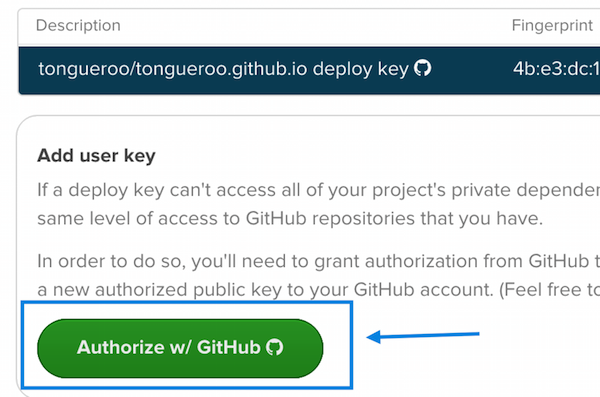 Description Fingerprint
tongueroo/tongueroo.github.io deploy key 4b:e3:dc:1
Add user key
If a deploy key can't access all of your project's private
same level of access to GitHub repositories that you have.
In order to do so, you'll need to grant authorization from GitHub
a new authorized public key to your GitHub account. (Feel free to
Authorize w/ GitHub